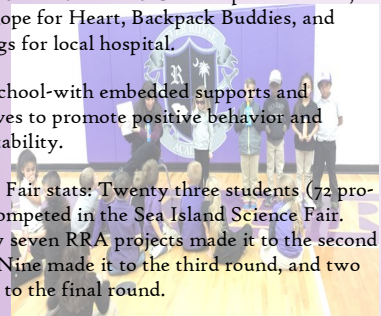 ope for Heart, Backpack Buddies, and
gs for local hospital.
chool-with embedded supports and
ves to promote positive behavior and
tability.
Fair stats: Twenty three students (72 pro-
ompeted in the Sea Island Science Fair.
y seven RRA projects made it to the second
Nine made it to the third round, and two
to the final round.